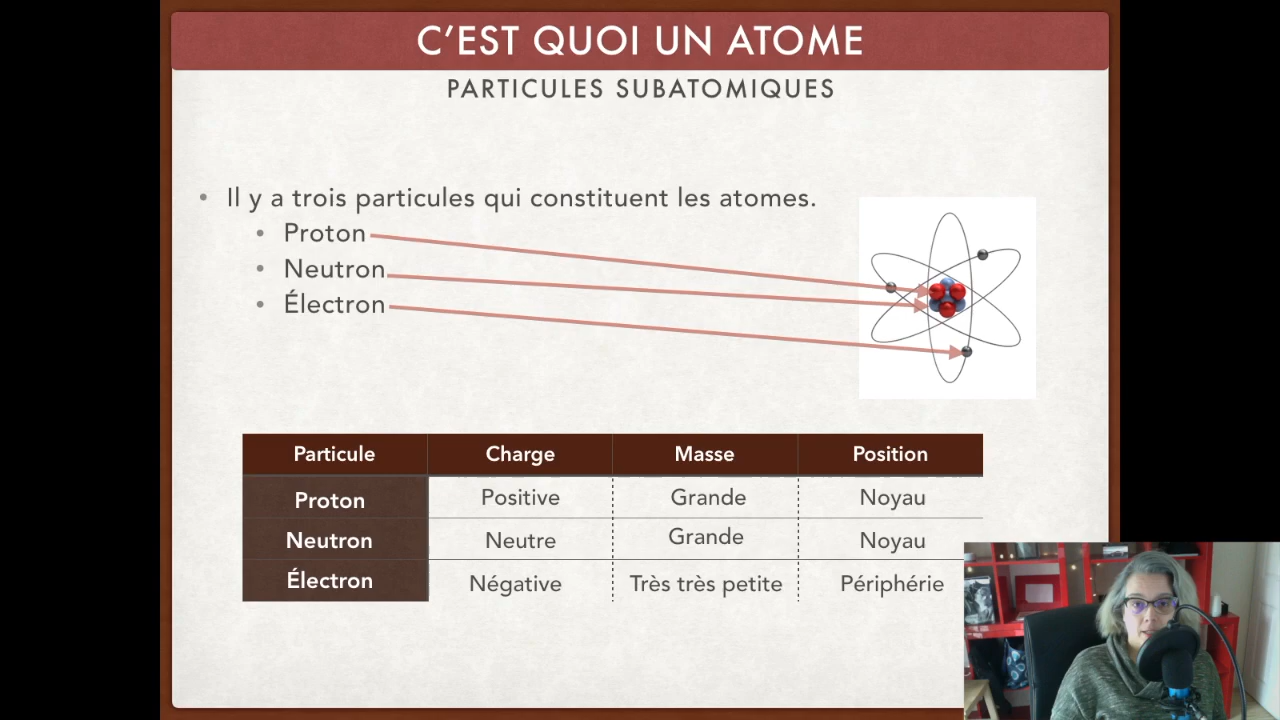 C'EST QUOI UN ATOME
PARTICULES SUBATOMIQUES
• Il y a trois particules qui constituent les atomes.
• Proton
• Neutron
• Électron
Particule Charge Masse Position
Proton Positive Grande Noyau
Neutron Neutre Grande Noyau
Électron Négative Très très petite Périphérie